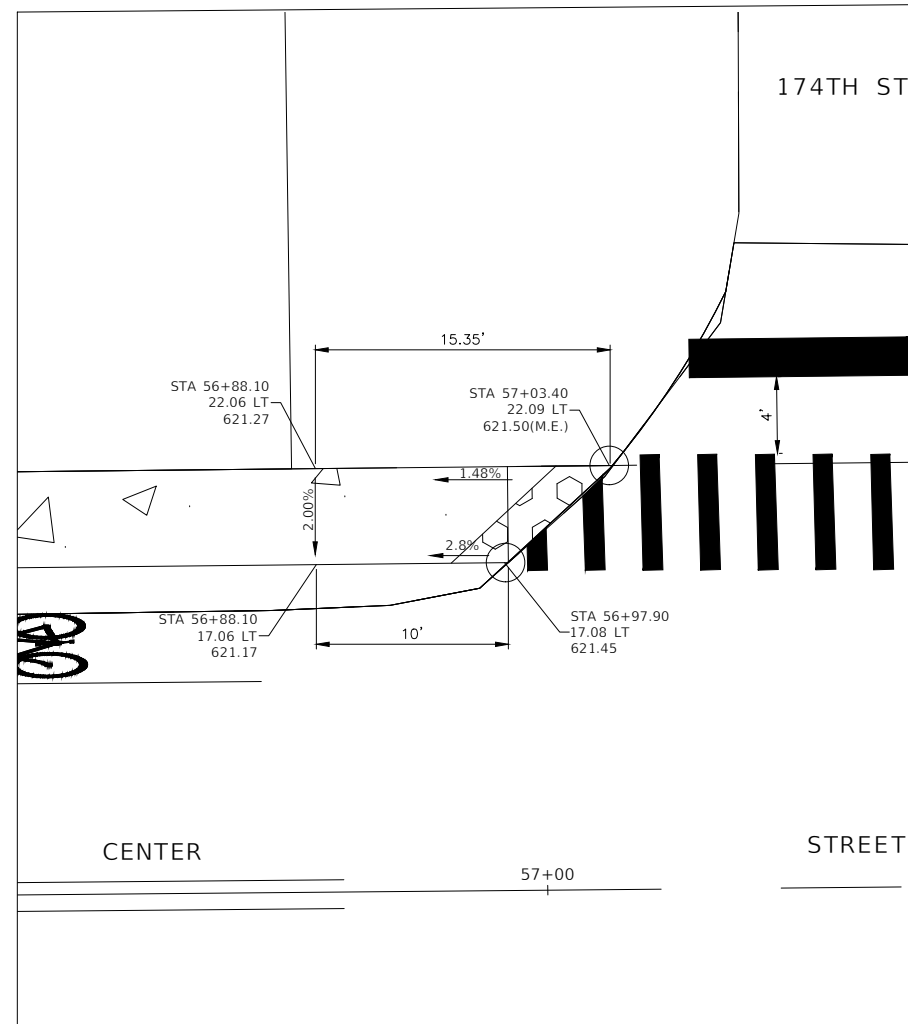 174TH ST
15.35'
STA 56+88.10
22.06 LT
621.27
STA 57+03.40
22.09 LT
621.50(M.E.)
4'
1.48%
2.00%
2.8%
STA 56+88.10
17.06 LT
621.17
10'
STA 56+97.90
17.08 LT
621.45
CENTER
STREET
57+00